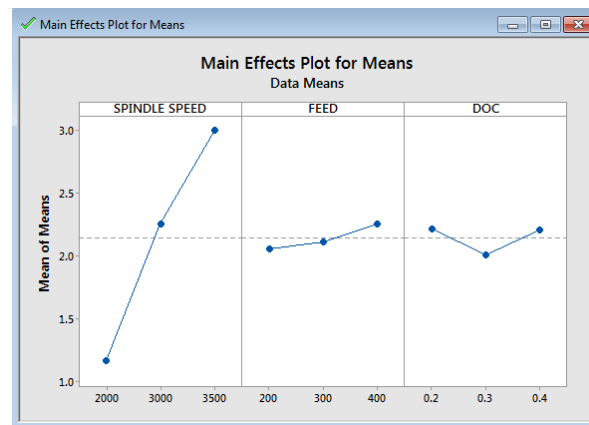 Main Effects Plot for Means
Main Effects Plot for Means
Data Means
SPINDLE SPEED FEED DOC
Mean of Means
3.0
2.5
2.0
1.5
1.0
2000 3000 3500 200 300 400 0.2 0.3 0.4